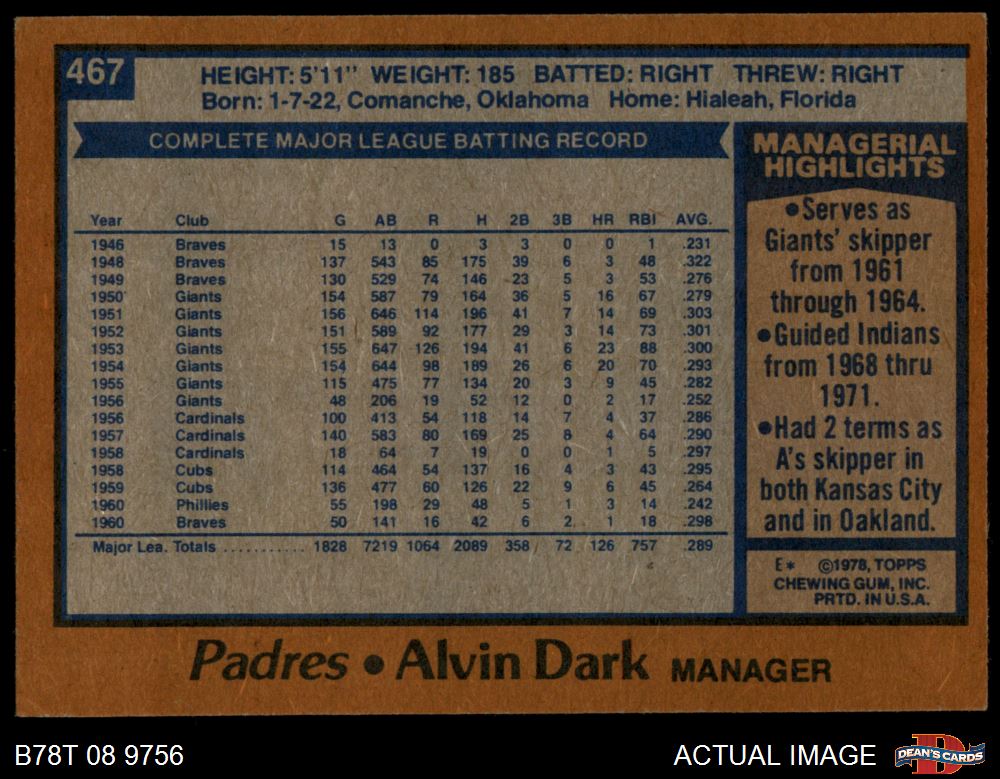 467
HEIGHT: 5'11" WEIGHT: 185 BATTED: RIGHT THREW: RIGHT
Born: 1-7-22, Comanche, Oklahoma Home: Hialeah, Florida
COMPLETE MAJOR LEAGUE BATTING RECORD
Year Club G AB R H 2B 3B HR RBI AVG.
1946 Braves 15 13 0 3 3 0 0 1 .231
1948 Braves 137 543 85 175 39 6 3 48 .322
1949 Braves 130 529 74 146 23 5 3 53 .276
1950 Giants 154 587 79 164 36 5 16 67 .279
1951 Giants 156 646 114 196 41 7 14 69 .303
1952 Giants 151 589 92 177 29 3 14 73 .301
1953 Giants 155 647 126 194 41 6 23 88 .300
1954 Giants 154 644 98 189 26 6 20 70 .293
1955 Giants 115 475 77 134 20 3 9 45 .282
1956 Giants 48 206 19 52 12 0 2 17 .252
1956 Cardinals 100 413 54 118 14 7 4 37 .286
1957 Cardinals 140 583 80 169 25 8 4 64 .290
1958 Cardinals 18 64 7 19 0 0 1 5 .297
1958 Cubs 114 464 54 137 16 4 3 43 .295
1959 Cubs 136 477 60 126 22 9 6 45 .264
1960 Phillies 55 198 29 48 5 1 3 14 .242
1960 Braves 50 141 16 42 6 2 1 18 .298
Major Lea. Totals ............ 1828 7219 1064 2089 358 72 126 757 .289
MANAGERIAL
HIGHLIGHTS
•Serves as
Giants' skipper
from 1961
through 1964.
•Guided Indians
from 1968 thru
1971.
•Had 2 terms as
A's skipper in
both Kansas City
and in Oakland.
E* ©1978, TOPPS
CHEWING GUM, INC.
PRTD. IN U.S.A.
Padres • Alvin Dark MANAGER
B78T 08 9756
ACTUAL IMAGE
DEAN'S CARDS